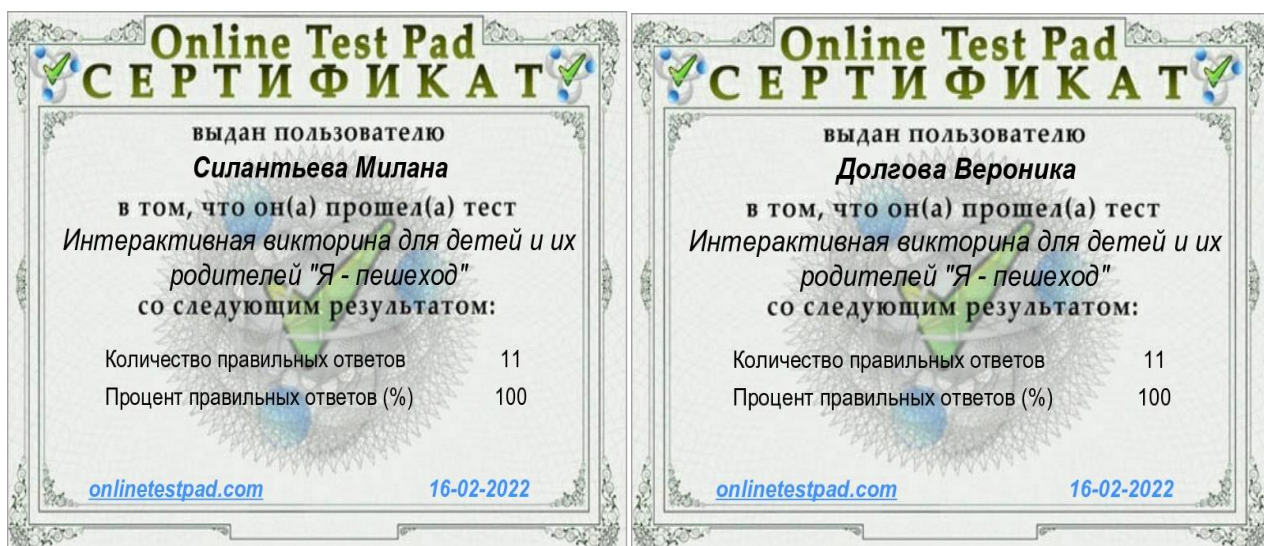 Online Test Pad
СЕРТИФИКАТ
выдан пользователю
Силантьева Милана
в том, что он(а) прошел(а) тест
Интерактивная викторина для детей и их
родителей "Я - пешеход"
со следующим результатом:
Количество правильных ответов 11
Процент правильных ответов (%) 100
onlinetestpad.com 16-02-2022
Online Test Pad
СЕРТИФИКАТ
выдан пользователю
Долгова Вероника
в том, что он(а) прошел(а) тест
Интерактивная викторина для детей и их
родителей "Я - пешеход"
со следующим результатом:
Количество правильных ответов 11
Процент правильных ответов (%) 100
onlinetestpad.com 16-02-2022